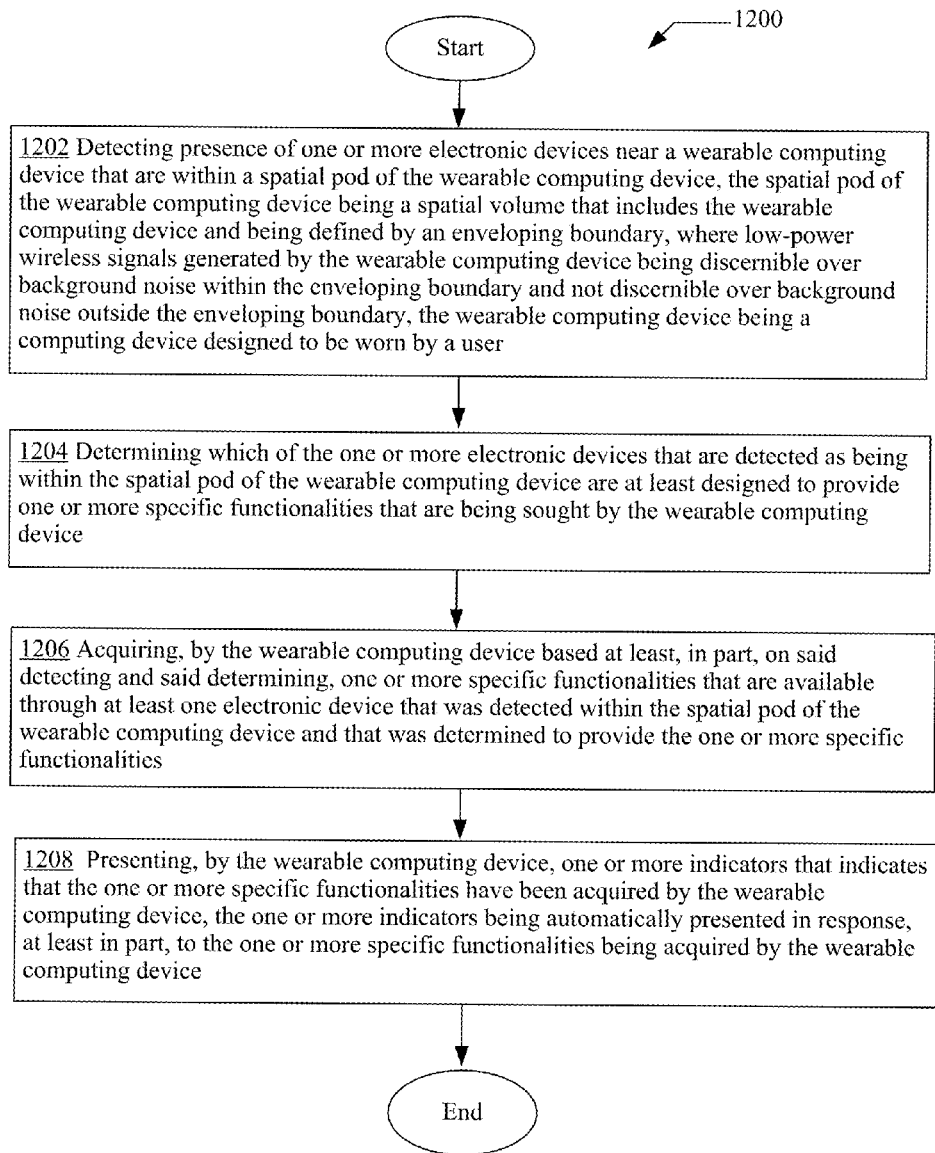 1200
Start
1202 Detecting presence of one or more electronic devices near a wearable computing
device that are within a spatial pod of the wearable computing device, the spatial pod of
the wearable computing device being a spatial volume that includes the wearable
computing device and being defined by an enveloping boundary, where low-power
wireless signals generated by the wearable computing device being discernible over
background noise within the enveloping boundary and not discernible over background
noise outside the enveloping boundary, the wearable computing device being a
computing device designed to be worn by a user
1204 Determining which of the one or more electronic devices that are detected as being
within the spatial pod of the wearable computing device are at least designed to provide
one or more specific functionalities that are being sought by the wearable computing
device
1206 Acquiring, by the wearable computing device based at least, in part, on said
detecting and said determining, one or more specific functionalities that are available
through at least one electronic device that was detected within the spatial pod of the
wearable computing device and that was determined to provide the one or more specific
functionalities
1208 Presenting, by the wearable computing device, one or more indicators that indicates
that the one or more specific functionalities have been acquired by the wearable
computing device, the one or more indicators being automatically presented in response,
at least in part, to the one or more specific functionalities being acquired by the wearable
computing device
End